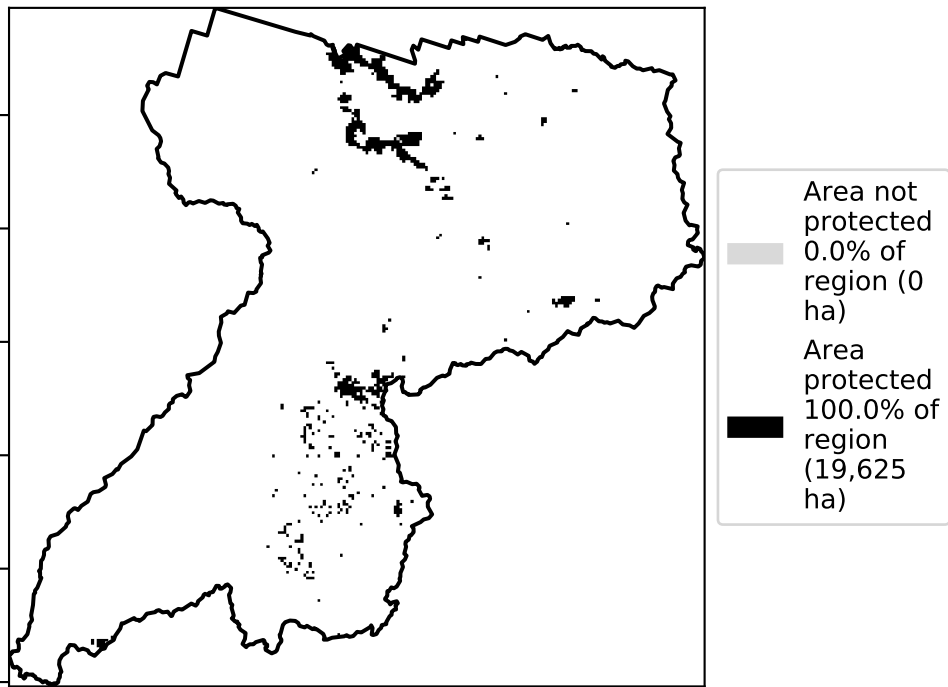 Area not
protected
0.0% of
region (0
ha)
Area
protected
100.0% of
region
(19,625
ha)